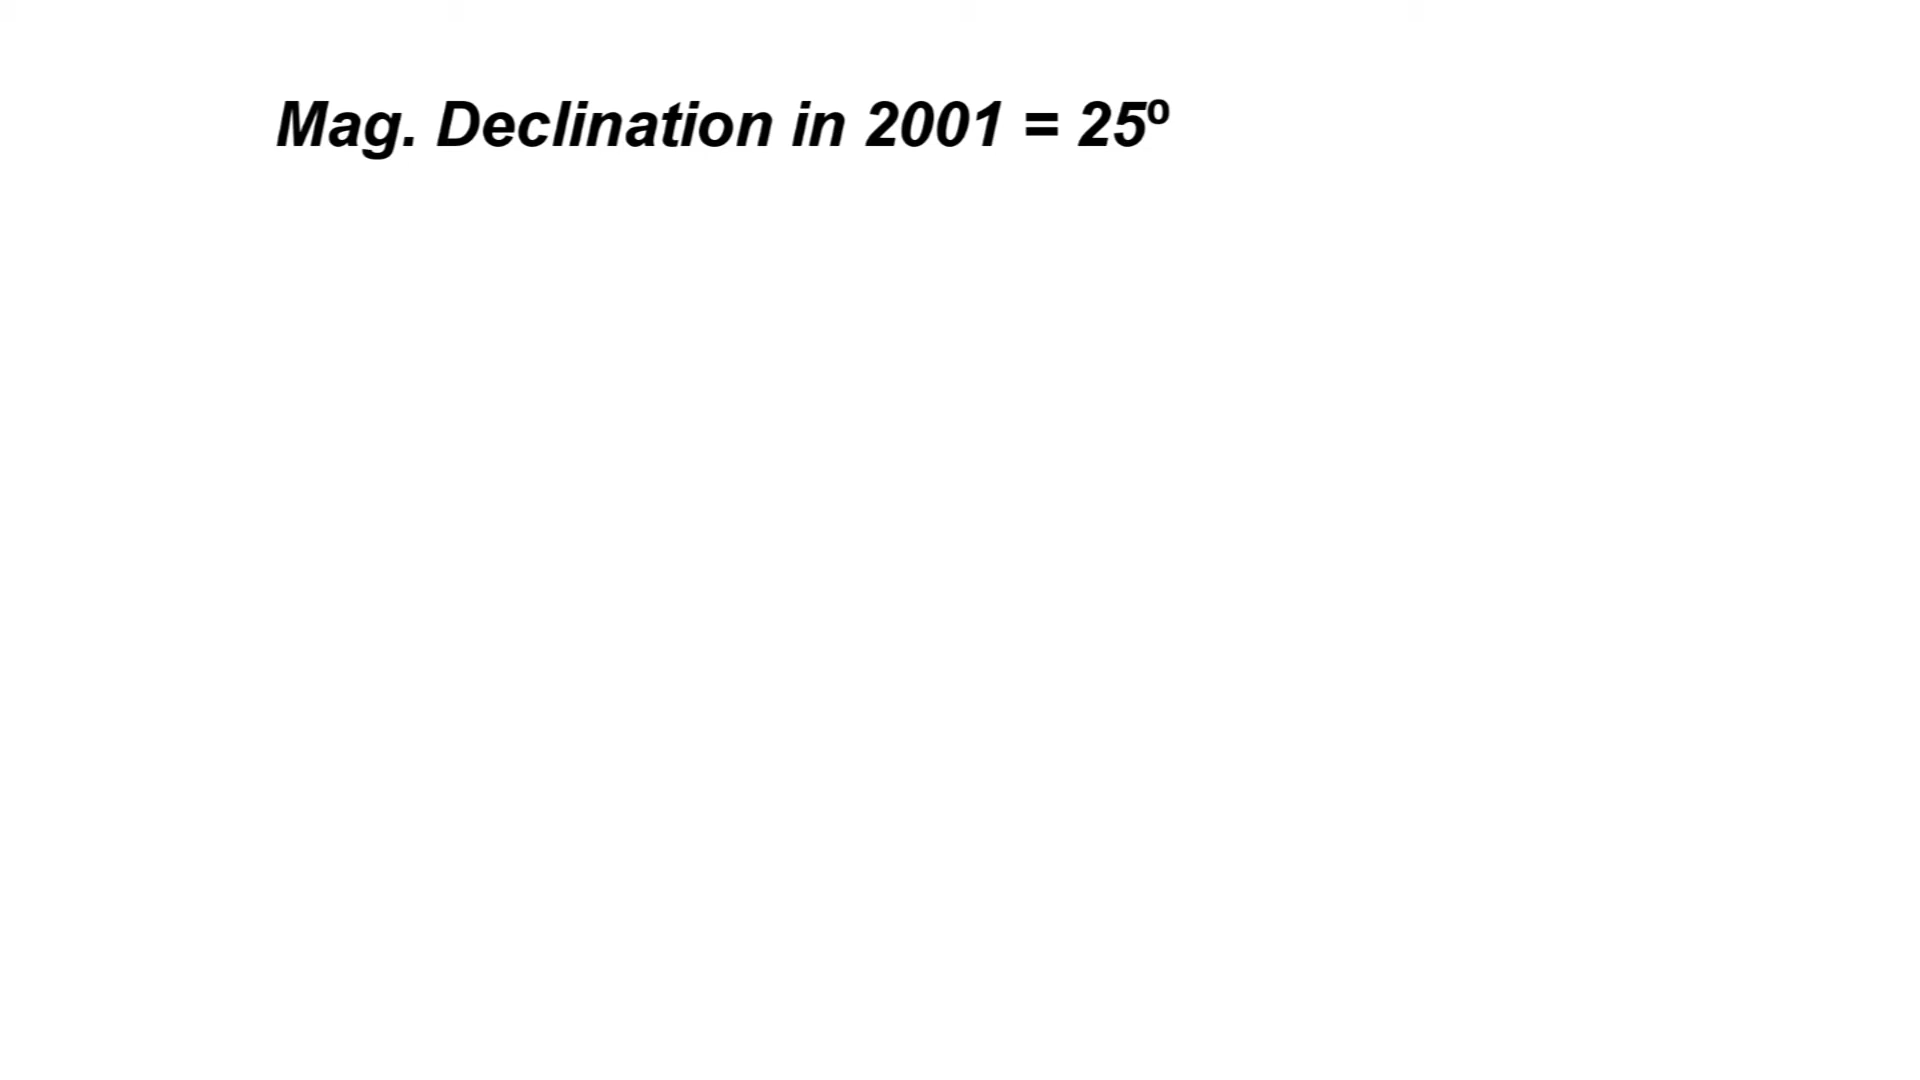 Mag. Declination in 2001 = 25º